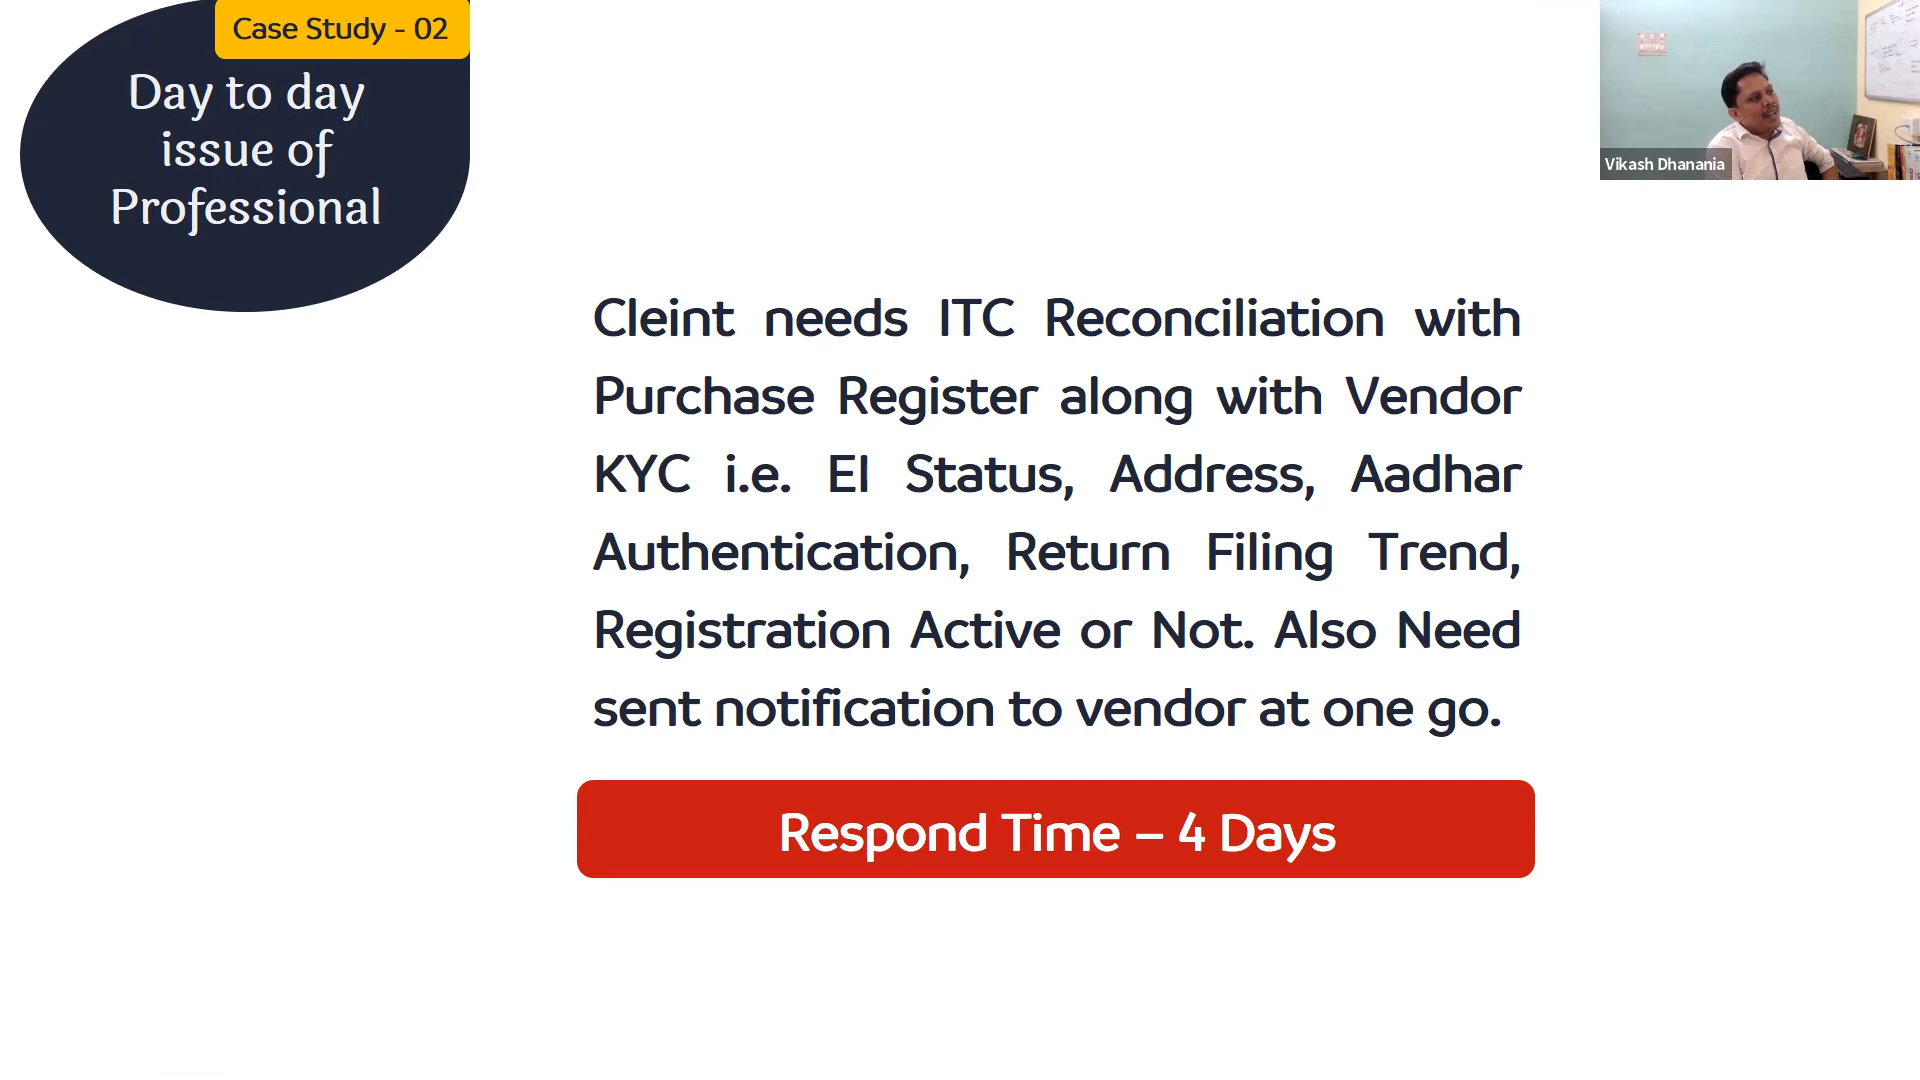 Case Study - 02
Day to day
issue of
Professional
Vikash Dhanania
Cleint needs ITC Reconciliation with
Purchase Register along with Vendor
KYC i.e. EI Status, Address, Aadhar
Authentication, Return Filing Trend,
Registration Active or Not. Also Need
sent notification to vendor at one go.
Respond Time – 4 Days